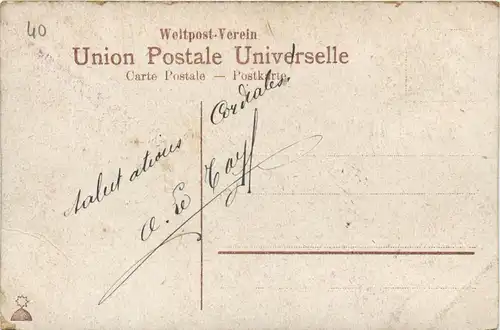 40
Weltpost-Verein
Union Postale Universelle
Carte Postale — Postkarte
salutations Cordiales